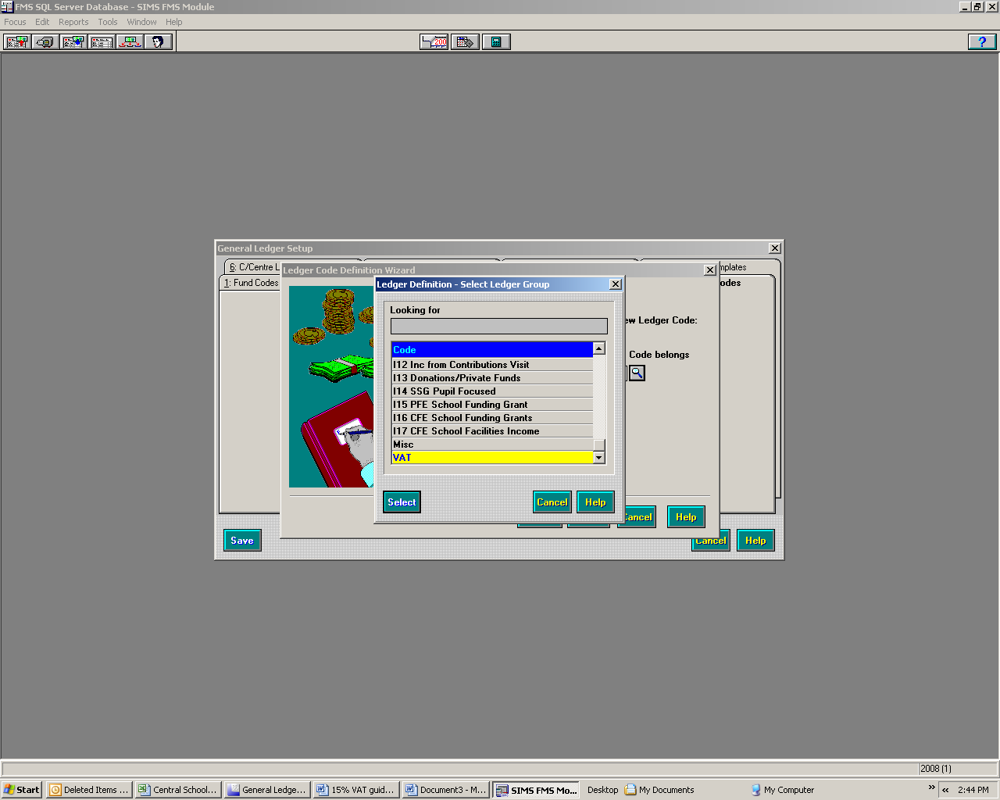 FMS SQL Server Database - SIMS FMS Module
Focus Edit Reports Tools Window Help
200
?
General Ledger Setup
6: C/Centre L
mplates
1: Fund Codes
odes
Ledger Code Definition Wizard
ew Ledger Code:
Code belongs
Ledger Definition - Select Ledger Group
Looking for
Code
I12 Inc from Contributions Visit
I13 Donations/Private Funds
I14 SSG Pupil Focused
I15 PFE School Funding Grant
I16 CFE School Funding Grants
I17 CFE School Facilities Income
Misc
VAT
Select Cancel Help
Cancel Help
Save Cancel Help
2008 (1)
Start Deleted Items ... Central School... General Ledge... 15% VAT guid... Document3 - M... SIMS FMS Mo... Desktop My Documents My Computer » « 2:44 PM